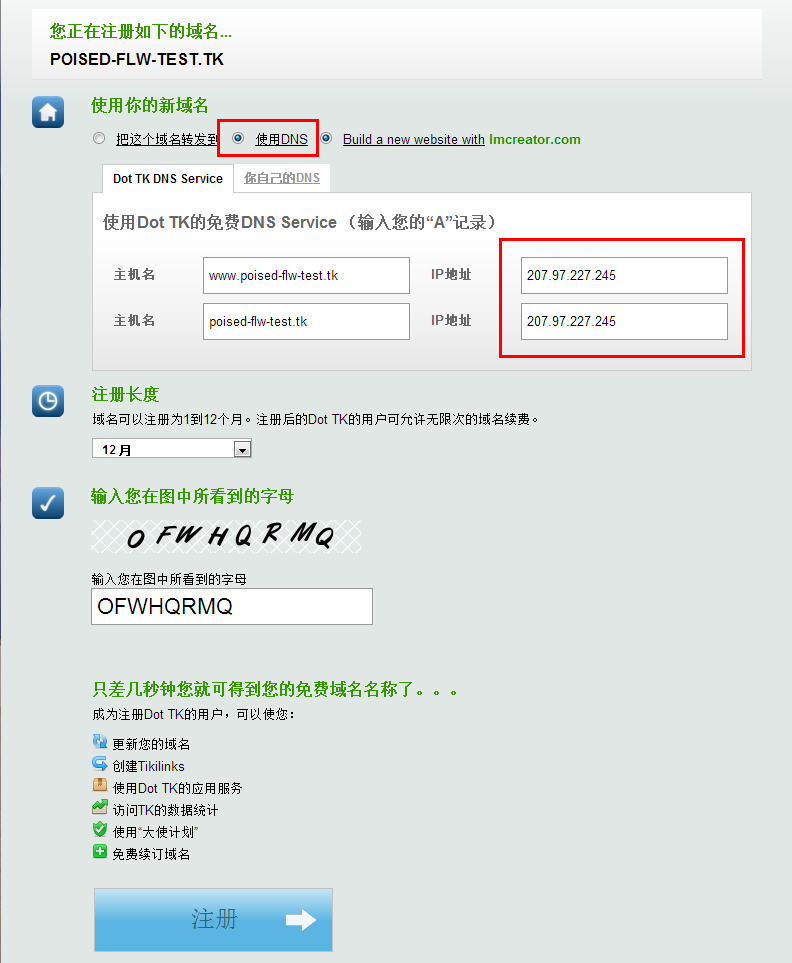 您正在注册如下的域名...
POISED-FLW-TEST.TK
使用你的新域名
把这个域名转发到 使用DNS Build a new website with Imcreator.com
Dot TK DNS Service 你自己的DNS
使用Dot TK的免费DNS Service （输入您的“A”记录）
主机名 www.poised-flw-test.tk IP地址 207.97.227.245
主机名 poised-flw-test.tk IP地址 207.97.227.245
注册长度
域名可以注册为1到12个月。注册后的Dot TK的用户可允许无限次的域名续费。
12 月
输入您在图中所看到的字母
OFWHQRMQ
输入您在图中所看到的字母
OFWHQRMQ
只差几秒钟您就可得到您的免费域名名称了。。。
成为注册Dot TK的用户，可以使您：
更新您的域名
创建Tikilinks
使用Dot TK的应用服务
访问TK的数据统计
使用“大使计划”
免费续订域名
注册